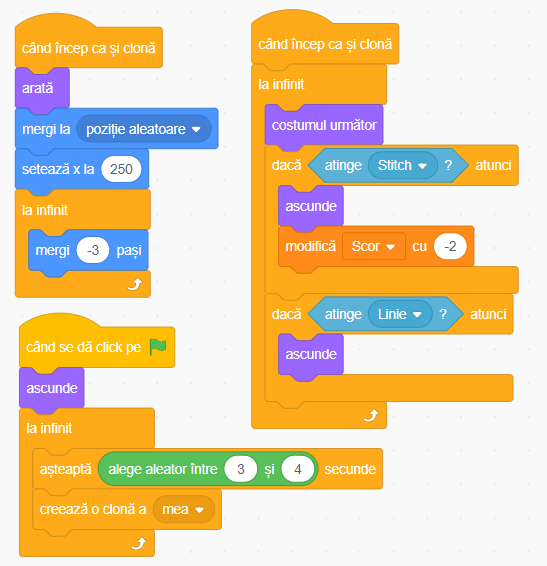 când încep ca și clonă
arată
mergi la poziție aleatoare
setează x la 250
la infinit
mergi -3 pași
când se dă click pe
ascunde
la infinit
așteaptă alege aleator între 3 și 4 secunde
creează o clonă a mea
când încep ca și clonă
la infinit
costumul următor
dacă atinge Stitch ? atunci
ascunde
modifică Scor cu -2
dacă atinge Linie ? atunci
ascunde